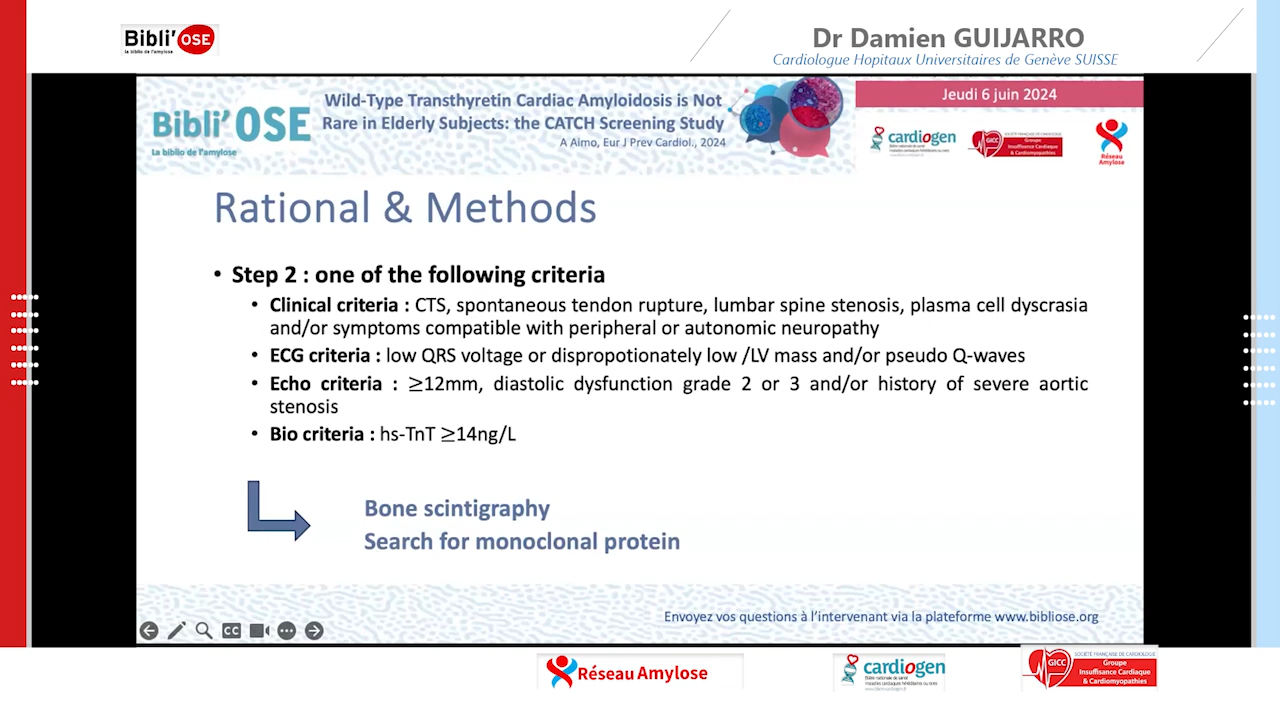 Bibli'OSE
la biblio de l'amylose
Dr Damien GUIJARRO
Cardiologue Hopitaux Universitaires de Genève SUISSE
Bibli'OSE
La biblio de l'amylose
Wild-Type Transthyretin Cardiac Amyloidosis is Not
Rare in Elderly Subjects: the CATCH Screening Study
A Aimo, Eur J Prev Cardiol., 2024
Jeudi 6 juin 2024
cardiogen
GICC
Groupe
Insuffisance Cardiaque
& Cardiomyopathies
Réseau
Amylose
Rational & Methods
• Step 2 : one of the following criteria
• Clinical criteria : CTS, spontaneous tendon rupture, lumbar spine stenosis, plasma cell dyscrasia
and/or symptoms compatible with peripheral or autonomic neuropathy
• ECG criteria : low QRS voltage or dispropotionately low /LV mass and/or pseudo Q-waves
• Echo criteria : ≥12mm, diastolic dysfunction grade 2 or 3 and/or history of severe aortic
stenosis
• Bio criteria : hs-TnT ≥14ng/L
Bone scintigraphy
Search for monoclonal protein
Envoyez vos questions à l'intervenant via la plateforme www.bibliose.org
CC
Réseau Amylose
cardiogen
GICC
SOCIÉTÉ FRANÇAISE DE CARDIOLOGIE
Groupe
Insuffisance Cardiaque
& Cardiomyopathies